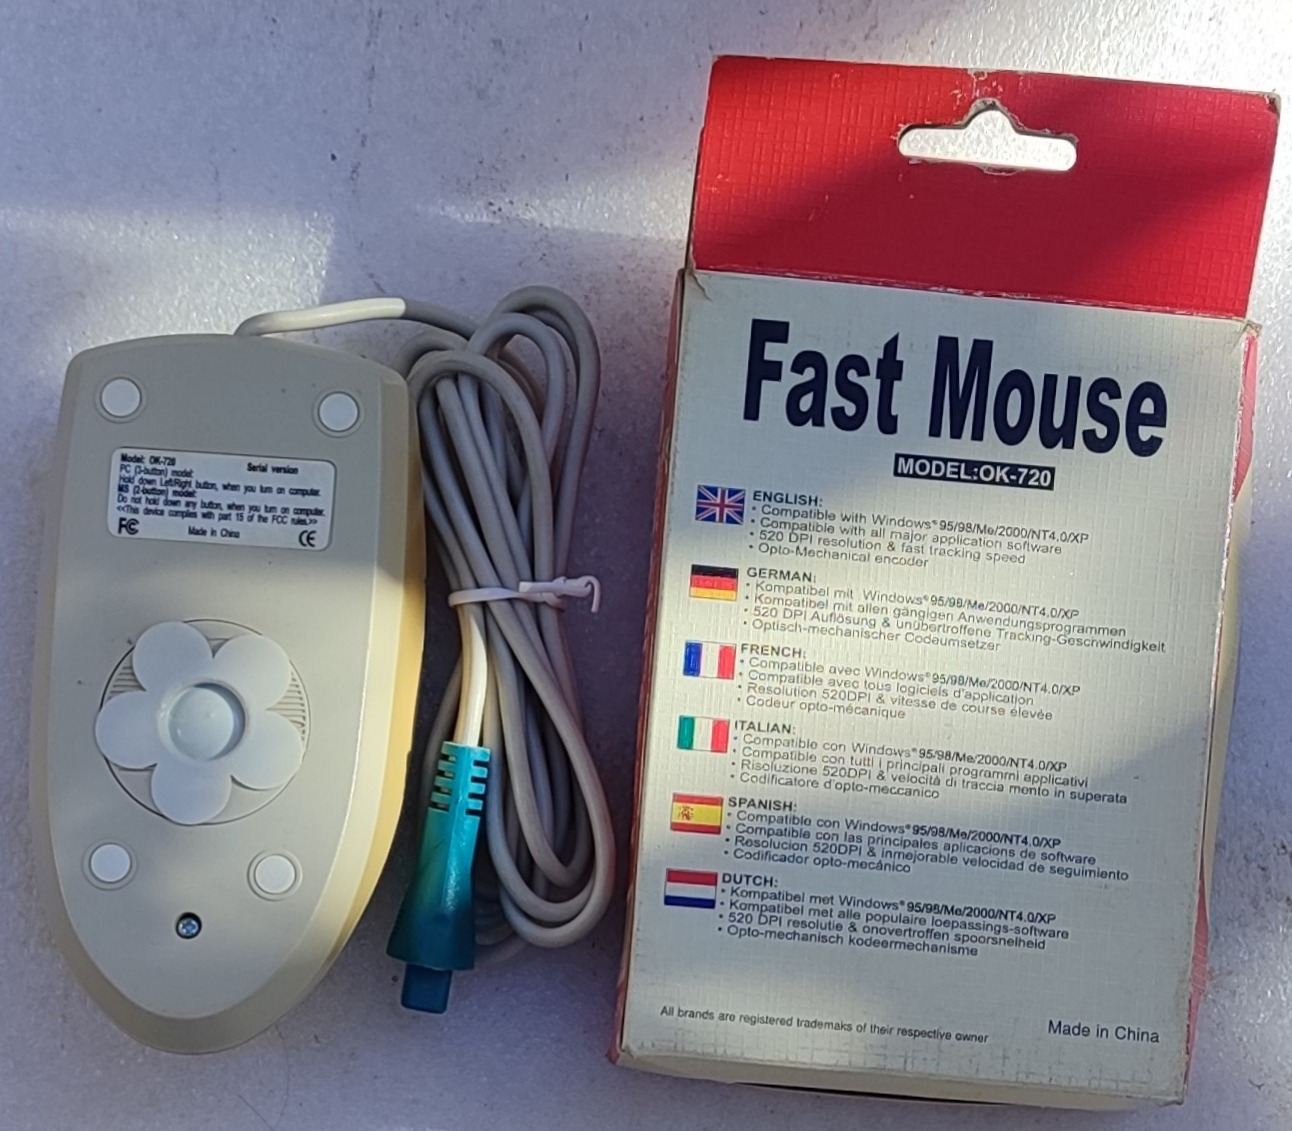 Model: OK-720 Serial version
PC (3-button) model:
Hold down Left/Right button, when you turn on computer.
MS (2-button) model:
Do not hold down any button, when you turn on computer.
<<This device complies with part 15 of the FCC rules.>>
FC Made in China CE
Fast Mouse
MODEL:OK-720
ENGLISH:
• Compatible with Windows® 95/98/Me/2000/NT4.0/XP
• Compatible with all major application software
• 520 DPI resolution & fast tracking speed
• Opto-Mechanical encoder
GERMAN:
• Kompatibel mit Windows® 95/98/Me/2000/NT4.0/XP
• Kompatibel mit allen gängigen Anwendungsprogrammen
• 520 DPI Auflösung & unübertroffene Tracking-Geschwindigkeit
• Optisch-mechanischer Codeumsetzer
FRENCH:
• Compatible avec Windows® 95/98/Me/2000/NT4.0/XP
• Compatible avec tous logiciels d'application
• Resolution 520DPI & vitesse de course élevée
• Codeur opto-mécanique
ITALIAN:
• Compatible con Windows® 95/98/Me/2000/NT4.0/XP
• Compatible con tutti i principali programmi applicativi
• Risoluzione 520DPI & velocità di traccia mento in superata
• Codificatore d'opto-meccanico
SPANISH:
• Compatible con Windows® 95/98/Me/2000/NT4.0/XP
• Compatible con las principales aplicacions de software
• Resolucion 520DPI & inmejorable velocidad de seguimiento
• Codificador opto-mecánico
DUTCH:
• Kompatibel met Windows® 95/98/Me/2000/NT4.0/XP
• Kompatibel met alle populaire loepassings-software
• 520 DPI resolutie & onovertroffen spoorsnelheid
• Opto-mechanisch kodeermechanisme
All brands are registered trademaks of their respective owner
Made in China